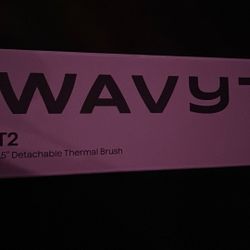 WAVYT
T2
.5" Detachable Thermal Brush